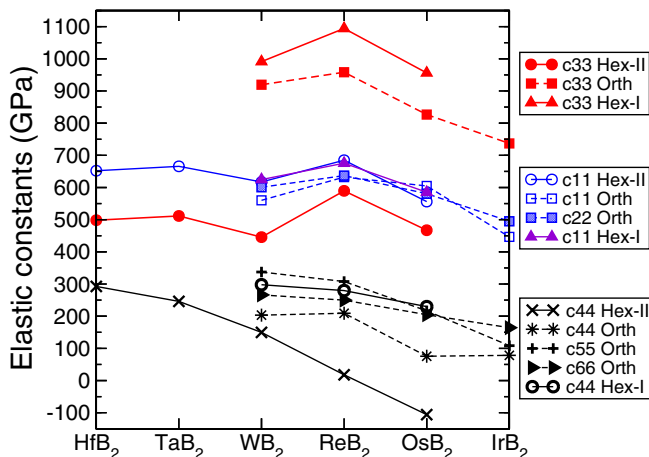 Elastic constants (GPa)
1100
1000
900
800
700
600
500
400
300
200
100
0
-100
HfB2 TaB2 WB2 ReB2 OsB2 IrB2
c33 Hex-II
c33 Orth
c33 Hex-I
c11 Hex-II
c11 Orth
c22 Orth
c11 Hex-I
c44 Hex-II
c44 Orth
c55 Orth
c66 Orth
c44 Hex-I